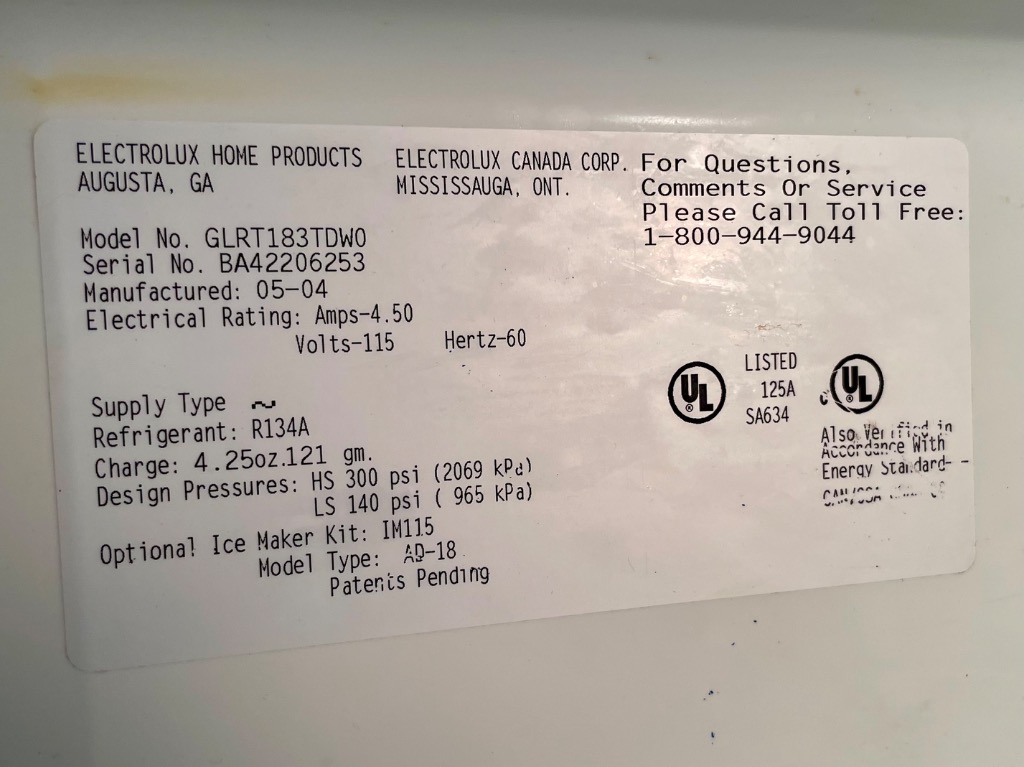 ELECTROLUX HOME PRODUCTS
AUGUSTA, GA
ELECTROLUX CANADA CORP.
MISSISSAUGA, ONT.
For Questions,
Comments Or Service
Please Call Toll Free:
1-800-944-9044
Model No. GLRT183TDW0
Serial No. BA42206253
Manufactured: 05-04
Electrical Rating: Amps-4.50
Volts-115 Hertz-60
Supply Type ~
Refrigerant: R134A
Charge: 4.25oz.121 gm.
Design Pressures: HS 300 psi (2069 kPa)
LS 140 psi ( 965 kPa)
Optional Ice Maker Kit: IM115
Model Type: AD-18
Patents Pending
UL ®
LISTED
125A
SA634
c UL ®
Also Verified in
Accordance With
Energy Standard-